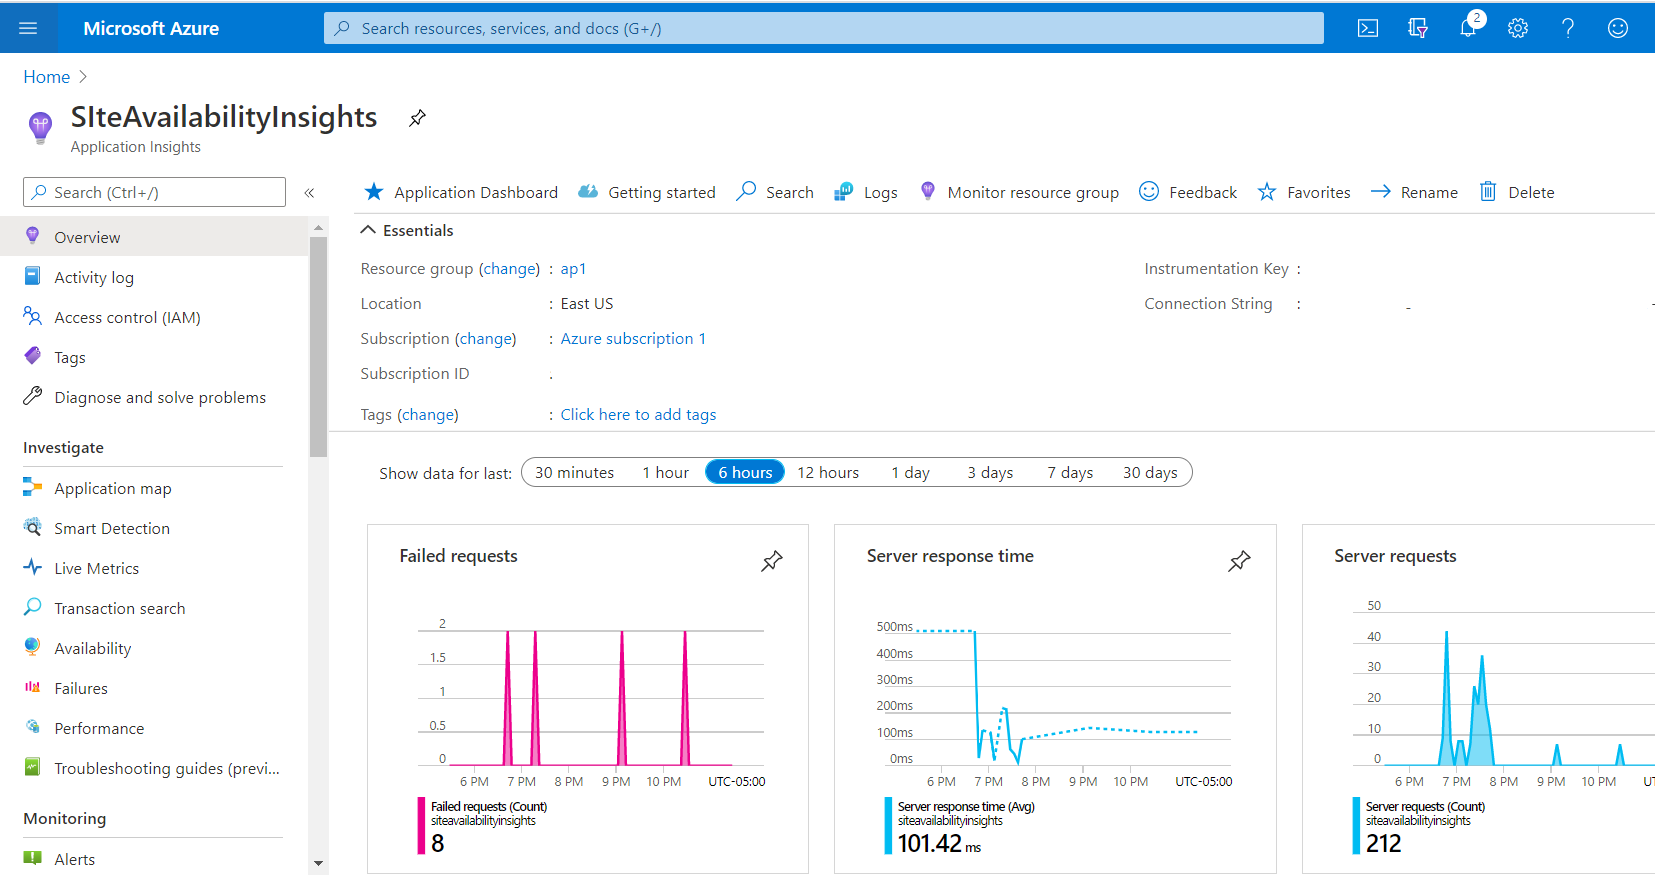 Microsoft Azure
Search resources, services, and docs (G+/)
2
Home
SIteAvailabilityInsights
Application Insights
Search (Ctrl+/)
«
Application Dashboard
Getting started
Search
Logs
Monitor resource group
Feedback
Favorites
Rename
Delete
Overview
Activity log
Access control (IAM)
Tags
Diagnose and solve problems
Investigate
Application map
Smart Detection
Live Metrics
Transaction search
Availability
Failures
Performance
Troubleshooting guides (previ...
Monitoring
Alerts
Essentials
Resource group (change) : ap1
Location : East US
Subscription (change) : Azure subscription 1
Subscription ID
Tags (change) : Click here to add tags
Instrumentation Key :
Connection String :
Show data for last: 30 minutes 1 hour 6 hours 12 hours 1 day 3 days 7 days 30 days
Failed requests
2
1.5
1
0.5
0
6 PM 7 PM 8 PM 9 PM 10 PM UTC-05:00
Failed requests (Count)
siteavailabilityinsights
8
Server response time
500ms
400ms
300ms
200ms
100ms
0ms
6 PM 7 PM 8 PM 9 PM 10 PM UTC-05:00
Server response time (Avg)
siteavailabilityinsights
101.42 ms
Server requests
50
40
30
20
10
0
6 PM 7 PM 8 PM 9 PM 10 PM
Server requests (Count)
siteavailabilityinsights
212